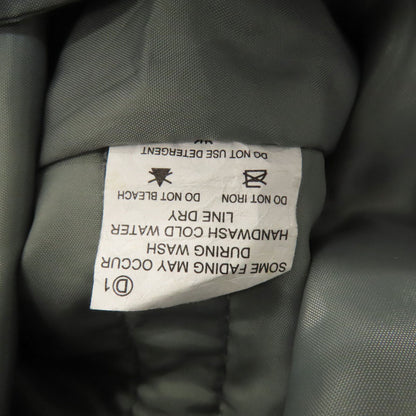 Ⓓ1
SOME FADING MAY OCCUR
DURING WASH
HANDWASH COLD WATER
LINE DRY
DO NOT IRON DO NOT BLEACH
DO NOT USE DETERGENT